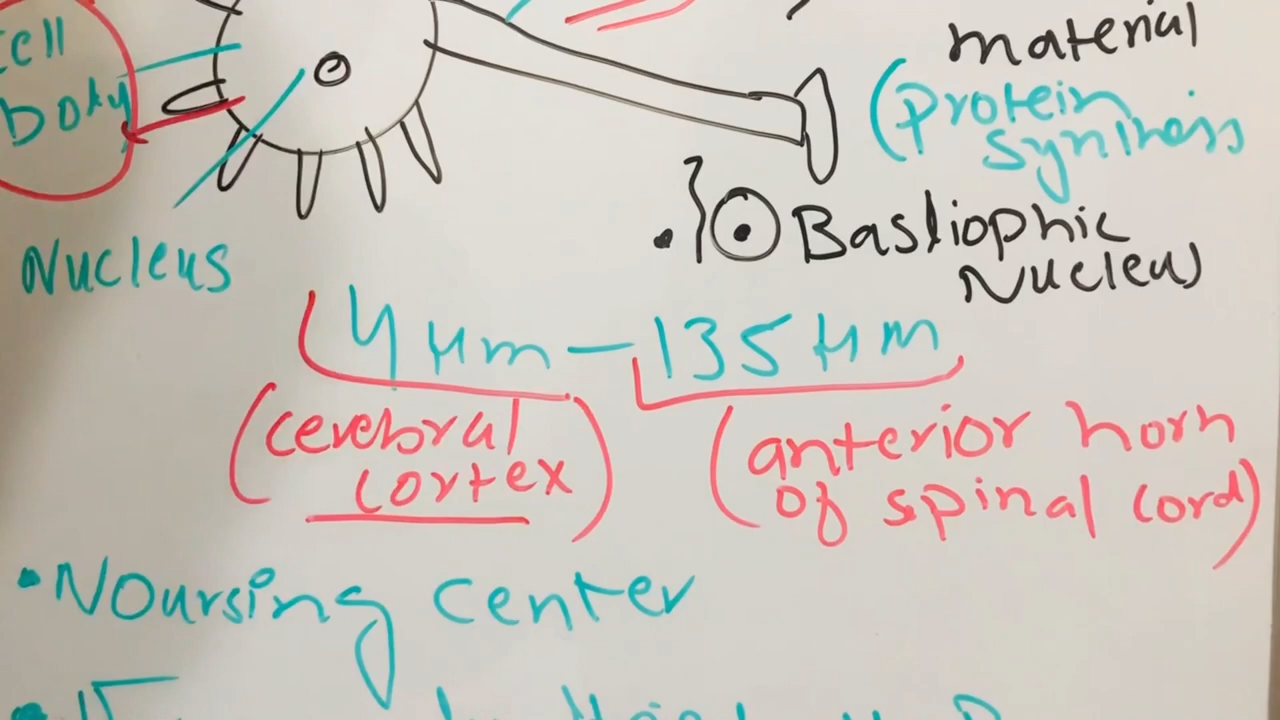 cell
body
material
(protein
synthesis
Basliophic
Nucleus
Nucleus
4 μm – 135 μm
(cerebral
cortex)
(anterior horn
of spinal cord)
• Noursing center